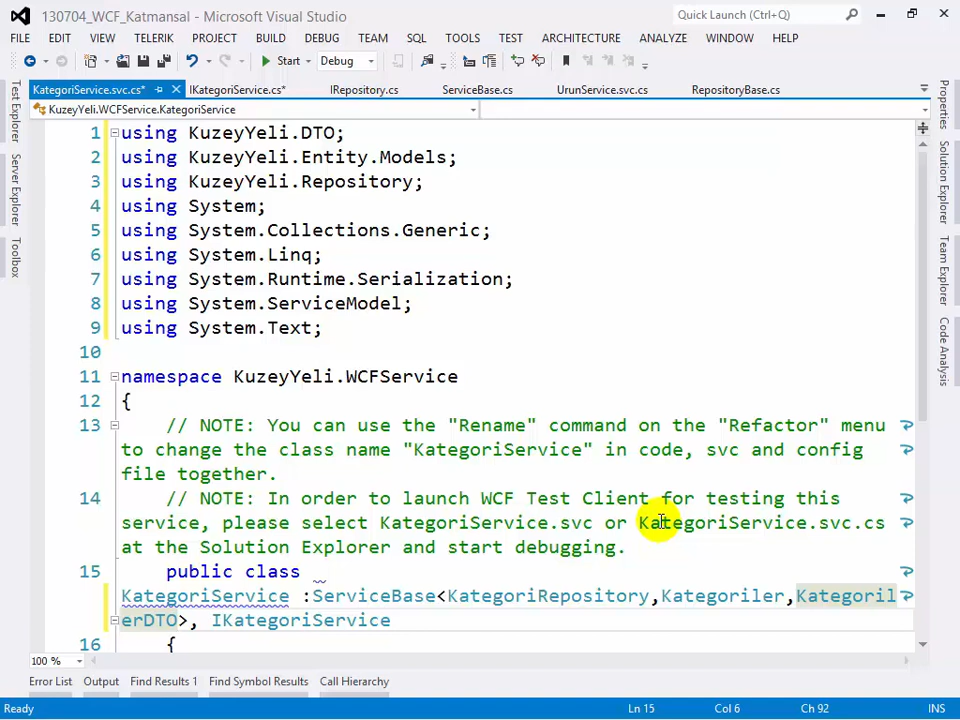 130704_WCF_Katmansal - Microsoft Visual Studio
Quick Launch (Ctrl+Q)
FILE EDIT VIEW TELERIK PROJECT BUILD DEBUG TEAM SQL TOOLS TEST ARCHITECTURE ANALYZE WINDOW HELP
Start Debug
KategoriService.svc.cs* IKategoriService.cs* IRepository.cs ServiceBase.cs UrunService.svc.cs RepositoryBase.cs
KuzeyYeli.WCFService.KategoriService
Test Explorer
Server Explorer
Toolbox
1 using KuzeyYeli.DTO;
2 using KuzeyYeli.Entity.Models;
3 using KuzeyYeli.Repository;
4 using System;
5 using System.Collections.Generic;
6 using System.Linq;
7 using System.Runtime.Serialization;
8 using System.ServiceModel;
9 using System.Text;
10
11 namespace KuzeyYeli.WCFService
12 {
13 // NOTE: You can use the "Rename" command on the "Refactor" menu
to change the class name "KategoriService" in code, svc and config
file together.
14 // NOTE: In order to launch WCF Test Client for testing this
service, please select KategoriService.svc or KategoriService.svc.cs
at the Solution Explorer and start debugging.
15 public class
KategoriService :ServiceBase<KategoriRepository,Kategoriler,Kategoril
erDTO>, IKategoriService
16 {
Properties
Solution Explorer
Team Explorer
Code Analysis
100 %
Error List Output Find Results 1 Find Symbol Results Call Hierarchy
Ready Ln 15 Col 6 Ch 92 INS